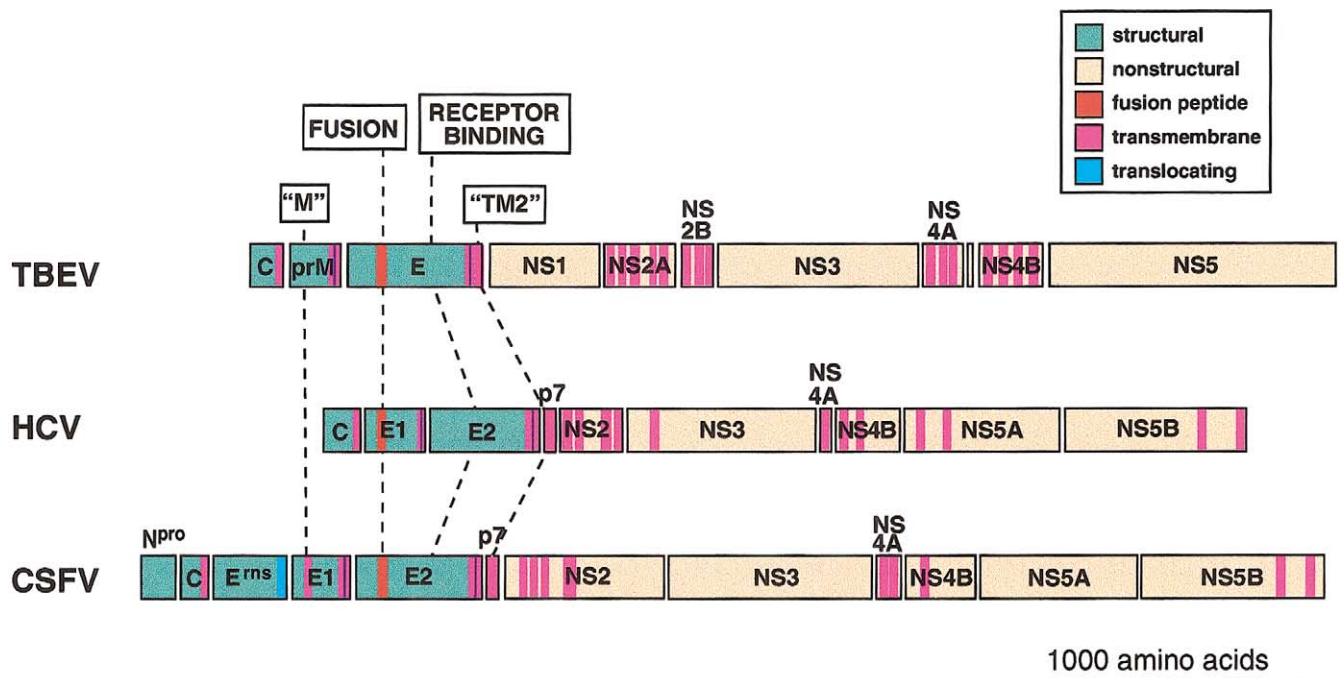 structural
nonstructural
fusion peptide
transmembrane
translocating
FUSION
RECEPTOR
BINDING
“M”
“TM2”
NS
2B
NS
4A
TBEV
C
prM
E
NS1
NS2A
NS3
NS4B
NS5
p7
NS
4A
HCV
C
E1
E2
NS2
NS3
NS4B
NS5A
NS5B
Npro
p7
NS
4A
CSFV
C
Erns
E1
E2
NS2
NS3
NS4B
NS5A
NS5B
1000 amino acids